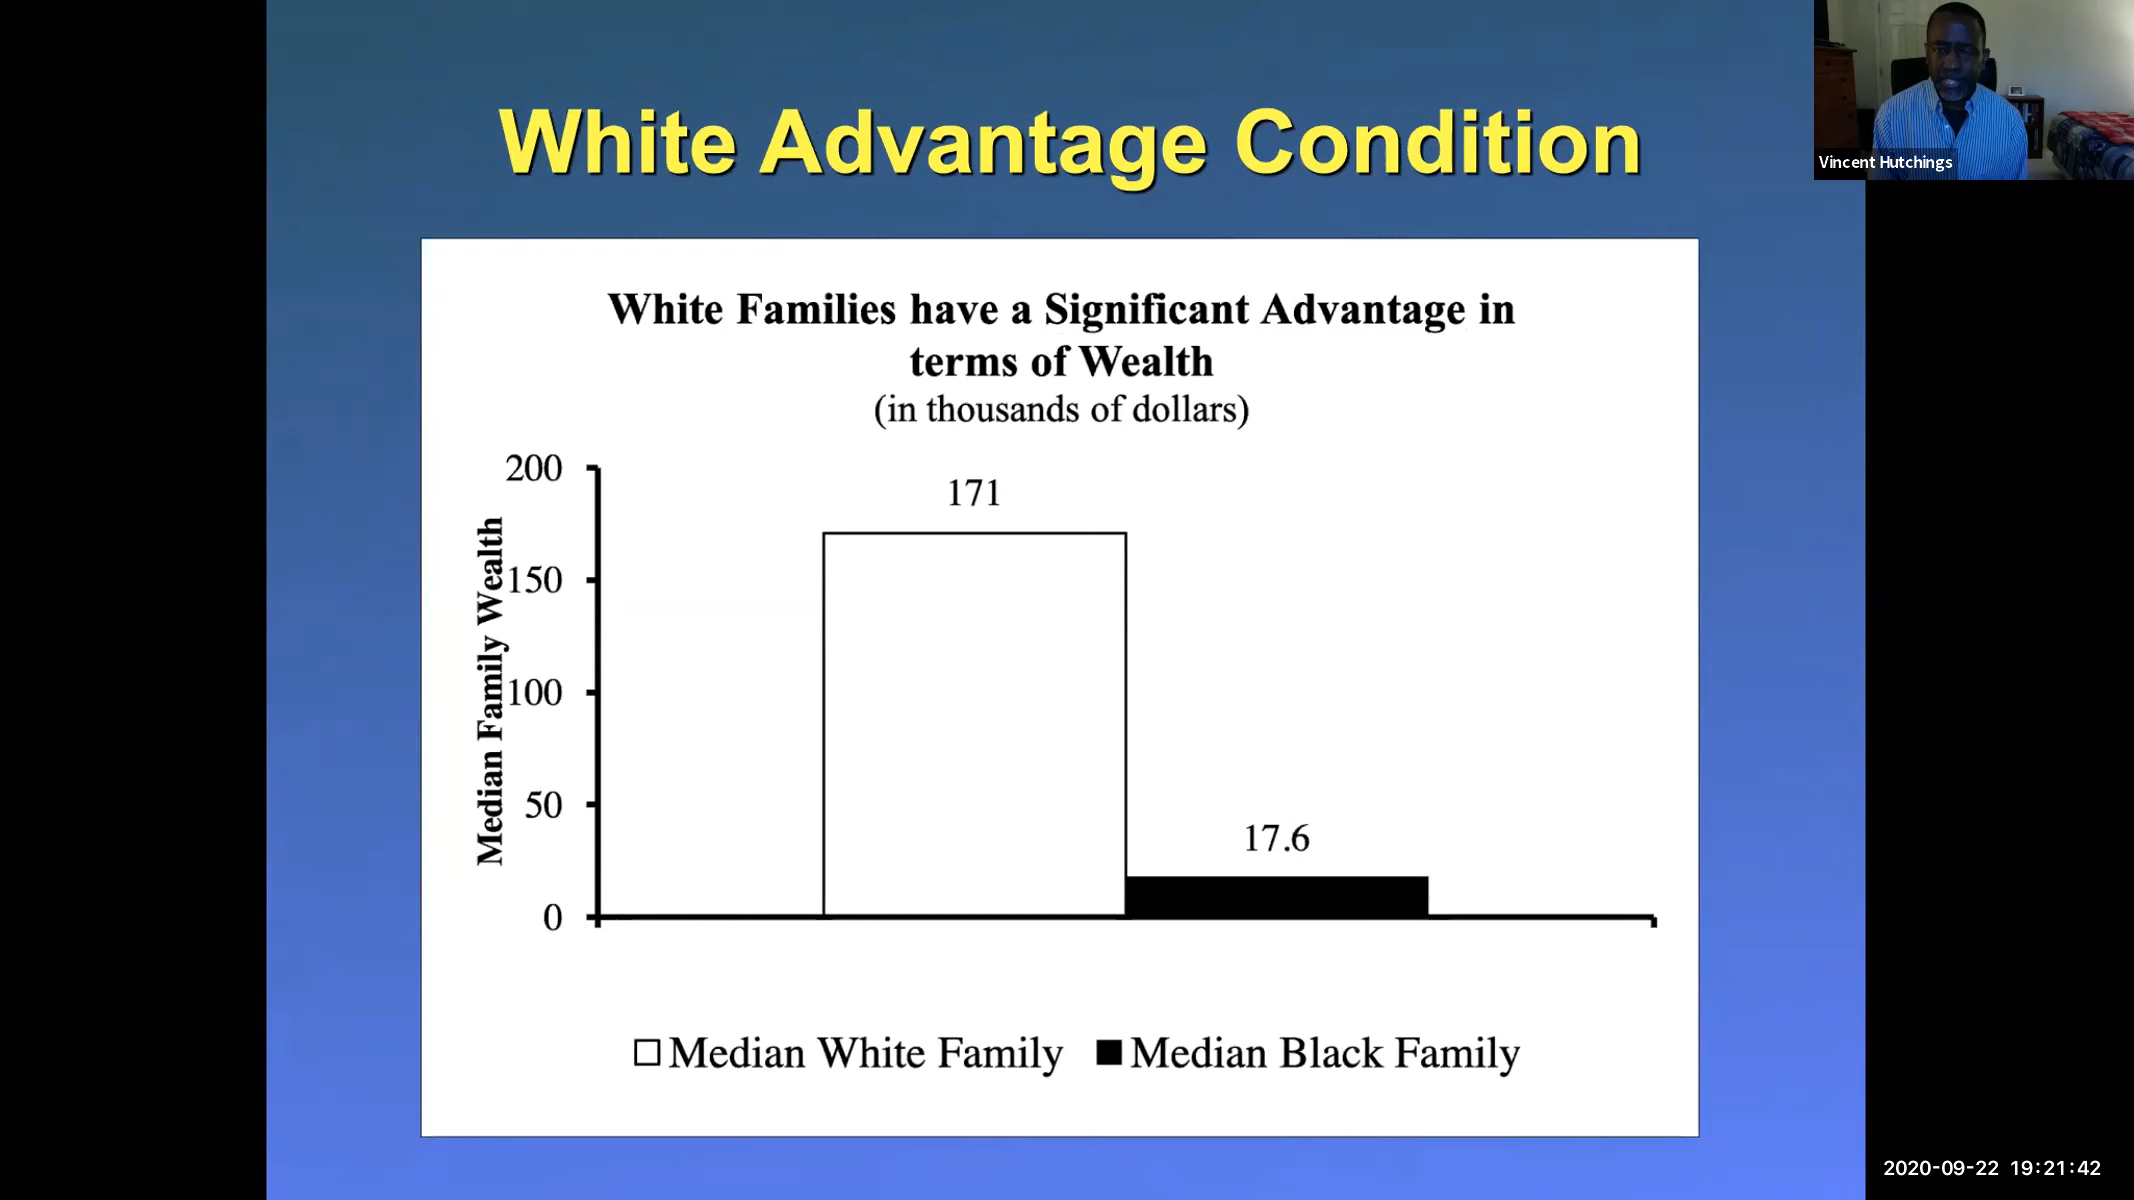 White Advantage Condition
Vincent Hutchings
White Families have a Significant Advantage in
terms of Wealth
(in thousands of dollars)
Median Family Wealth
200
150
100
50
0
171
17.6
Median White Family
Median Black Family
2020-09-22 19:21:42